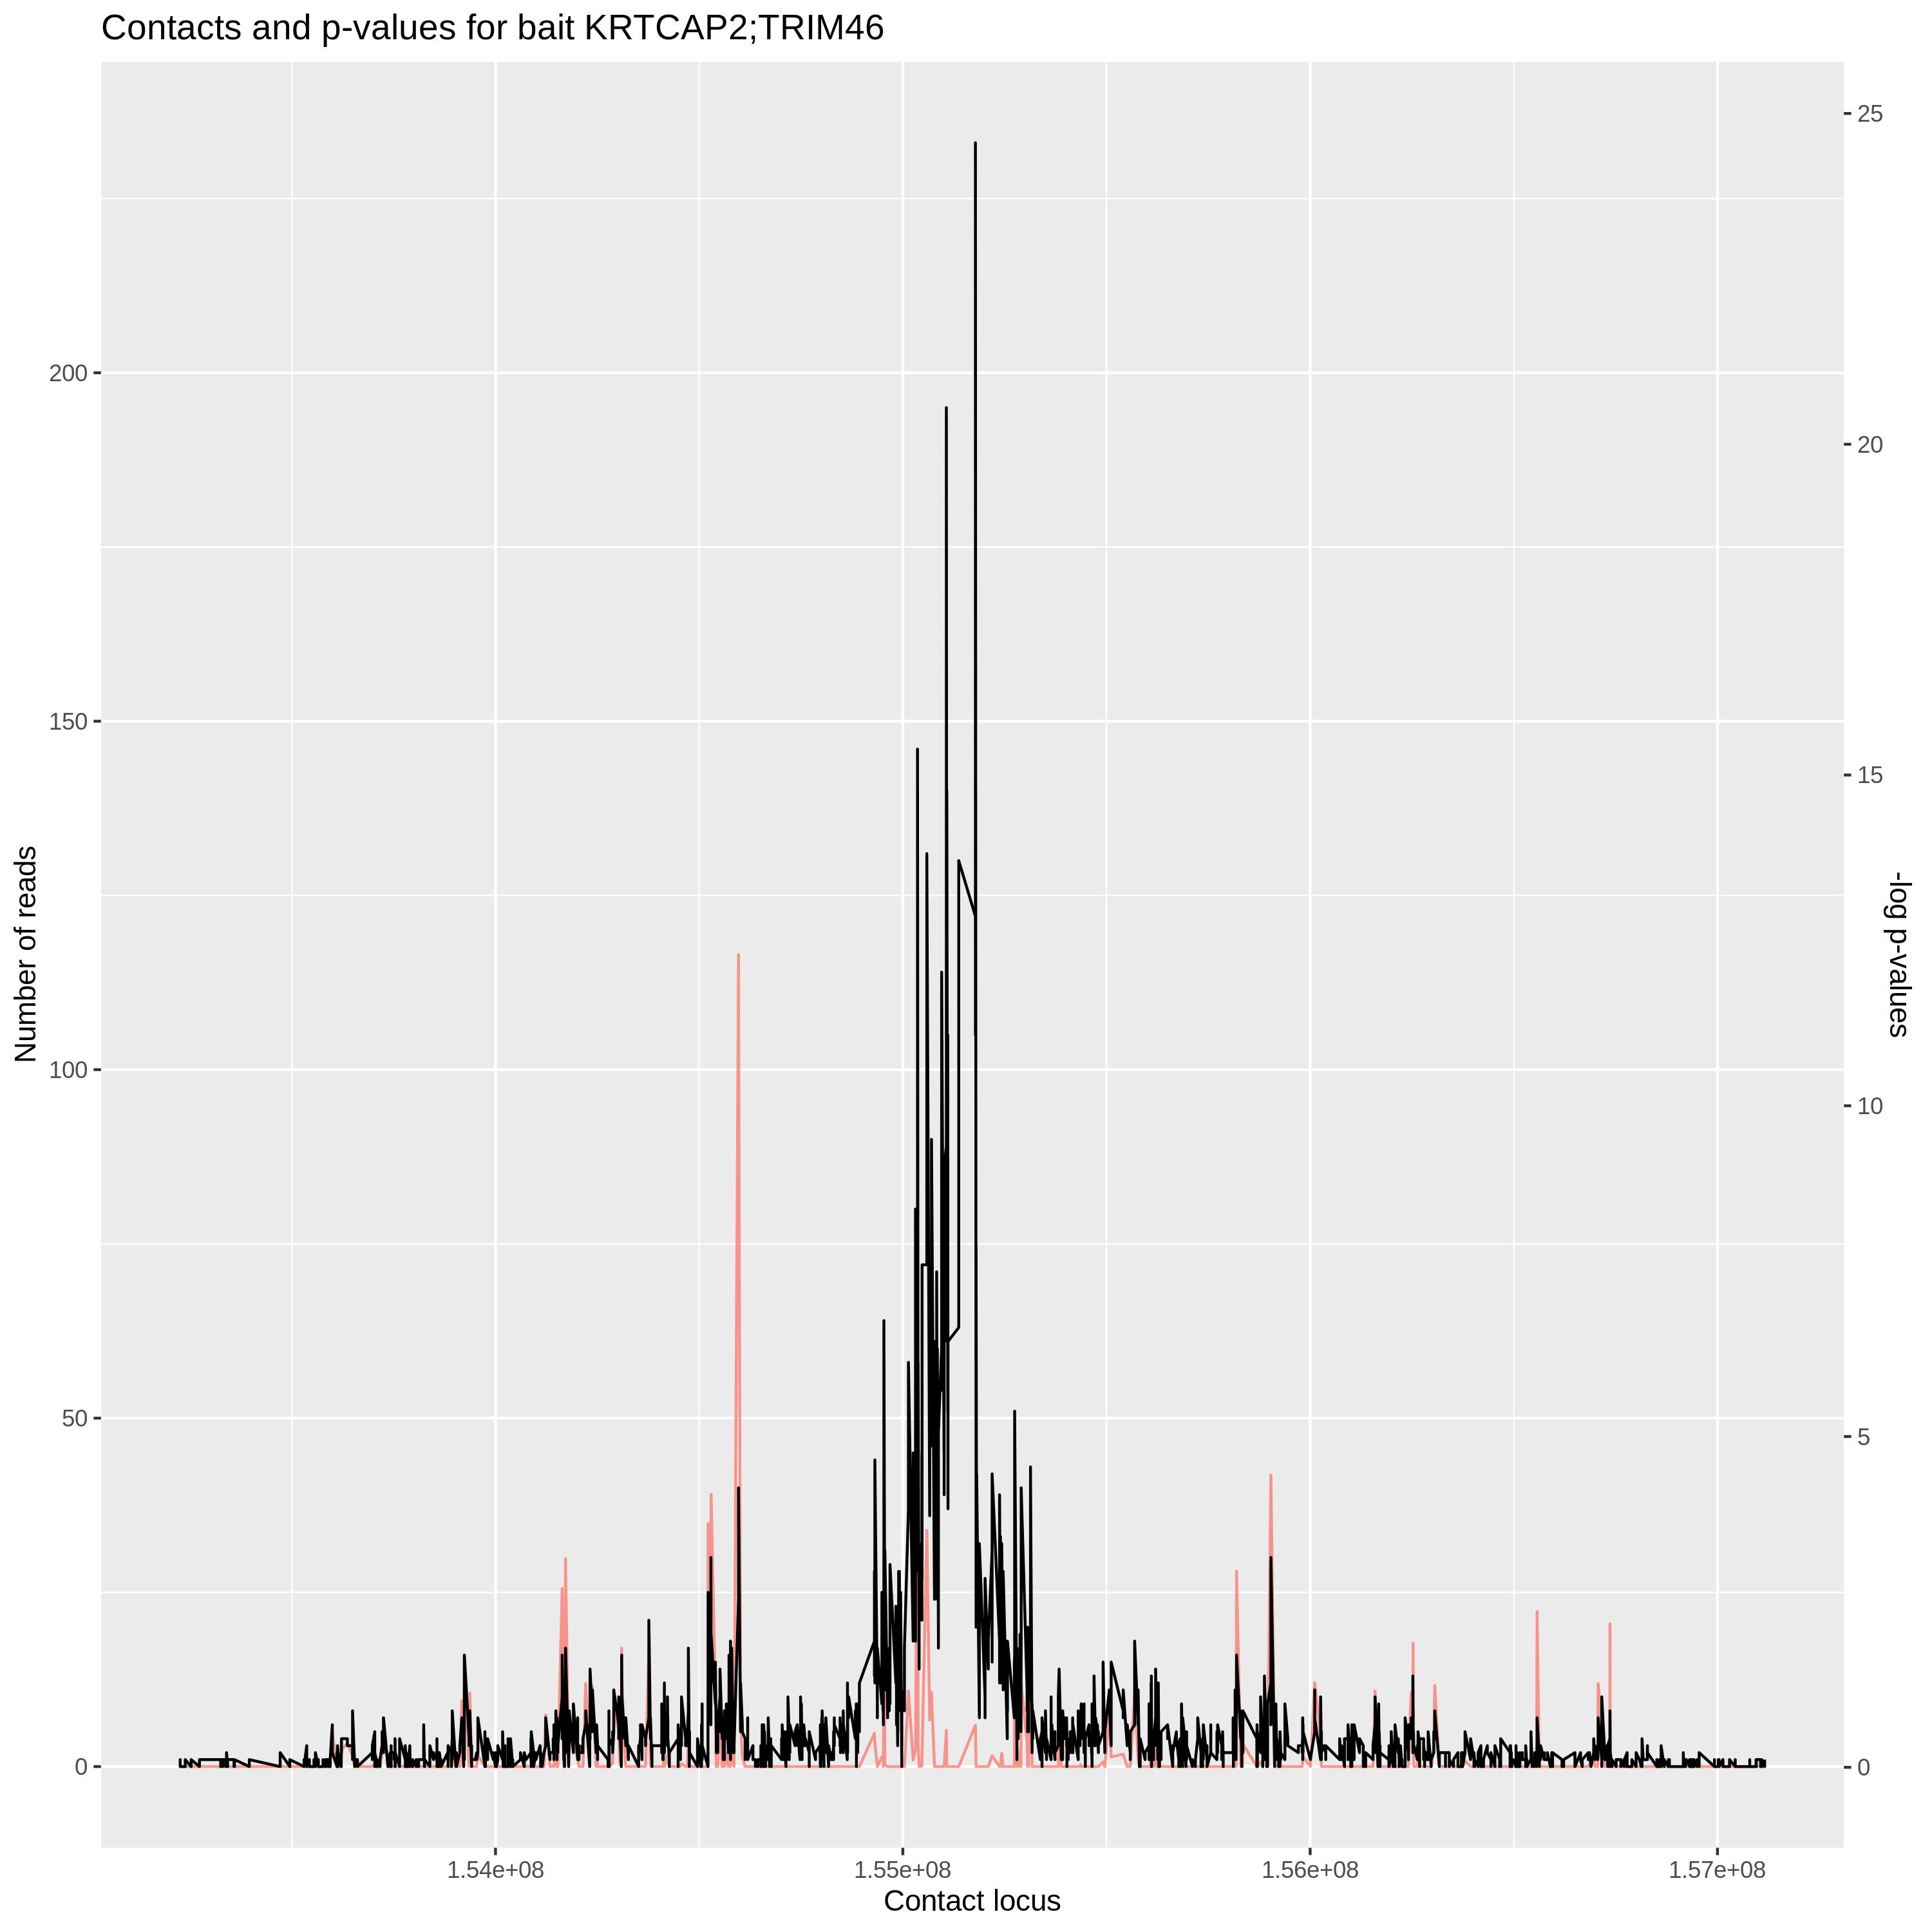 Contacts and p-values for bait KRTCAP2;TRIM46
Number of reads
200
150
100
50
0
25
20
15
10
5
0
-log p-values
1.54e+08 1.55e+08 1.56e+08 1.57e+08
Contact locus